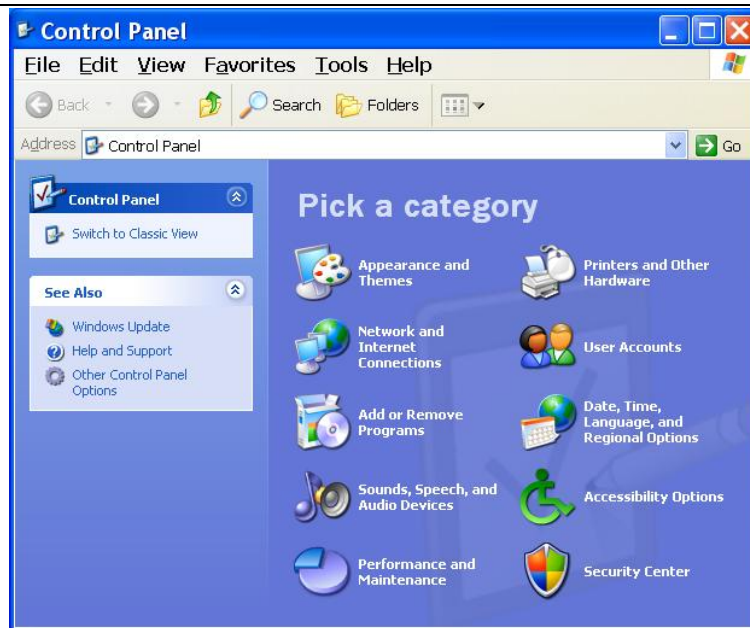 Control Panel
File Edit View Favorites Tools Help
Back Search Folders
Address Control Panel Go
Control Panel
Switch to Classic View
See Also
Windows Update
Help and Support
Other Control Panel
Options
Pick a category
Appearance and
Themes
Printers and Other
Hardware
Network and
Internet
Connections
User Accounts
Add or Remove
Programs
Date, Time,
Language, and
Regional Options
Sounds, Speech, and
Audio Devices
Accessibility Options
Performance and
Maintenance
Security Center